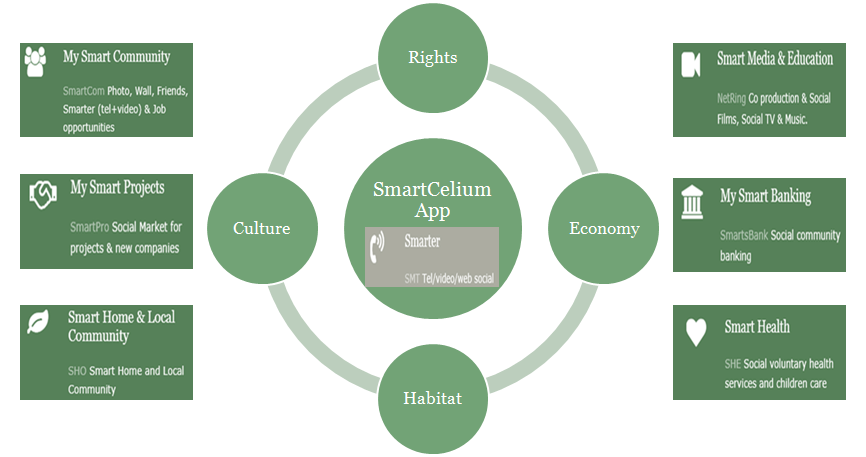 My Smart Community
SmartCom Photo, Wall, Friends,
Smarter (tel+video) & Job
opportunities
My Smart Projects
SmartPro Social Market for
projects & new companies
Smart Home & Local
Community
SHO Smart Home and Local
Community
Rights
Culture
SmartCelium
App
Smarter
SMT Tel/video/web social
Economy
Habitat
Smart Media & Education
NetRing Co production & Social
Films, Social TV & Music.
My Smart Banking
SmartsBank Social community
banking
Smart Health
SHE Social voluntary health
services and children care